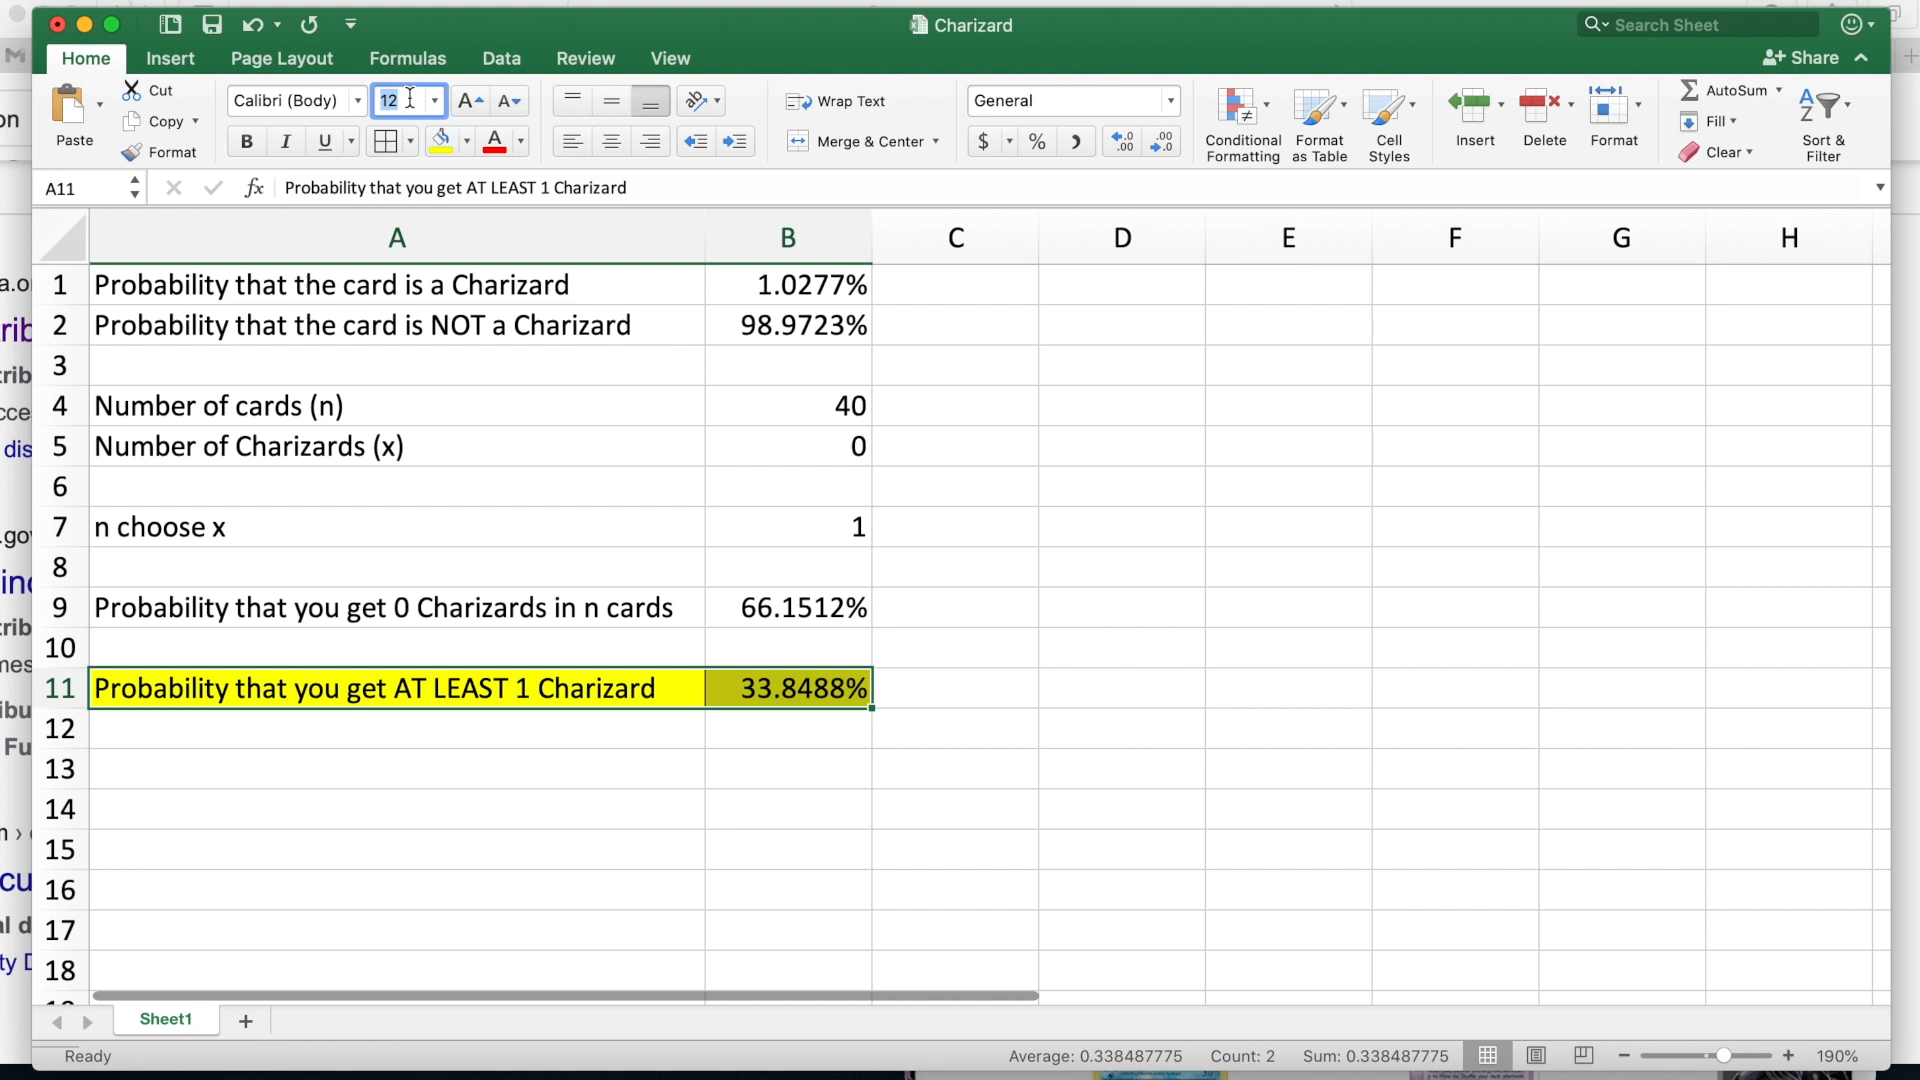 Charizard
Search Sheet
Home Insert Page Layout Formulas Data Review View
Share
Cut
Copy
Format
Paste
Calibri (Body)
12
Wrap Text
Merge & Center
General
Conditional Formatting
Format as Table
Cell Styles
Insert
Delete
Format
AutoSum
Fill
Clear
Sort & Filter
A11 fx Probability that you get AT LEAST 1 Charizard
A B C D E F G H
1 Probability that the card is a Charizard 1.0277%
2 Probability that the card is NOT a Charizard 98.9723%
3
4 Number of cards (n) 40
5 Number of Charizards (x) 0
6
7 n choose x 1
8
9 Probability that you get 0 Charizards in n cards 66.1512%
10
11 Probability that you get AT LEAST 1 Charizard 33.8488%
12
13
14
15
16
17
18
Sheet1
Ready Average: 0.338487775 Count: 2 Sum: 0.338487775 190%